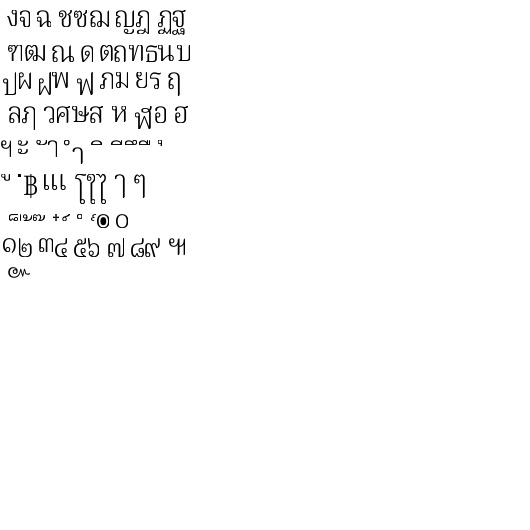 งจฉ ชซฌญฎ ฏฐ
ฑฒ ณ ด ตถทธนบ
ปผ ฝพ ฟ ภม ยร ฤ
ลฦ วศษส ห ฬอ ฮ
ฯะ ั า ำ ิ ี ึ ื ุ
ู ฺ ฿ เแ โใไ ๅ ๆ
็ ่ ้ ๊ ๋ ์ ํ ๎ ๏ ๐
๑๒ ๓๔ ๕๖ ๗ ๘๙ ๚
๛